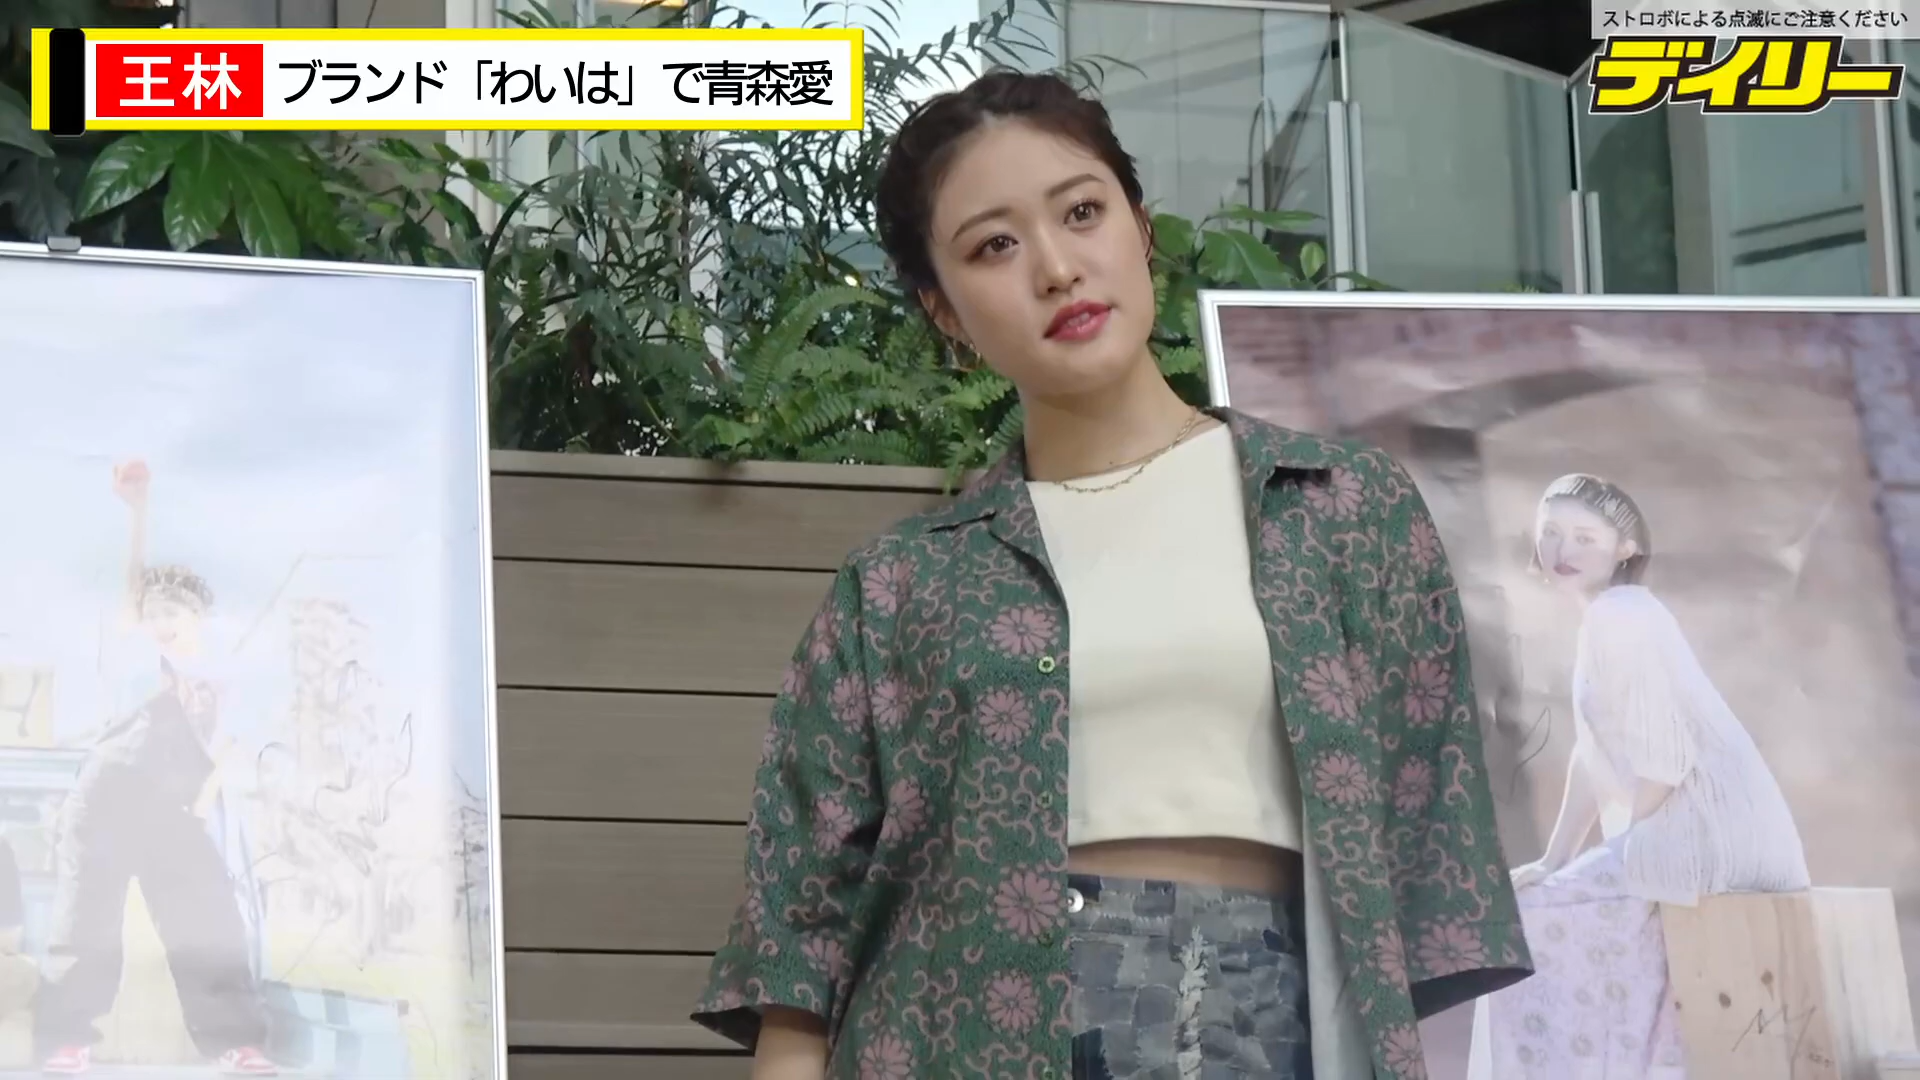 ストロボによる点滅にご注意ください
デイリー
王林 ブランド「わいは」で青森愛